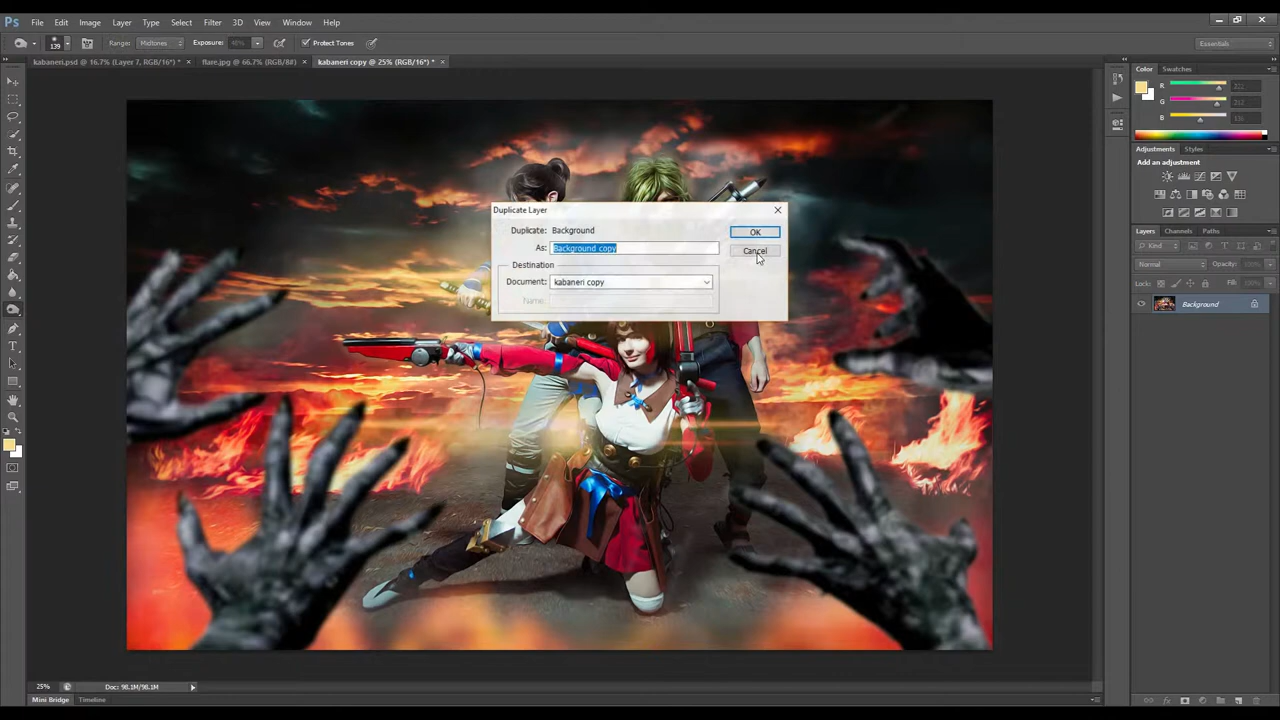 Ps File Edit Image Layer Type Select Filter 3D View Window Help
139 Range: Midtones Exposure: 48% Protect Tones Essentials
kabaneri.psd @ 16.7% (Layer 7, RGB/16*) * × flare.jpg @ 66.7% (RGB/8#) × kabaneri copy @ 25% (RGB/16*) * ×
Color Swatches
R
G
B
Adjustments Styles
Add an adjustment
Duplicate Layer
Duplicate: Background
OK
As: Background copy
Cancel
Destination
Document: kabaneri copy
Name:
Layers Channels Paths
Kind
Normal Opacity: 100%
Lock: Fill: 100%
Background
25% Doc: 98.1M/98.1M
Mini Bridge Timeline